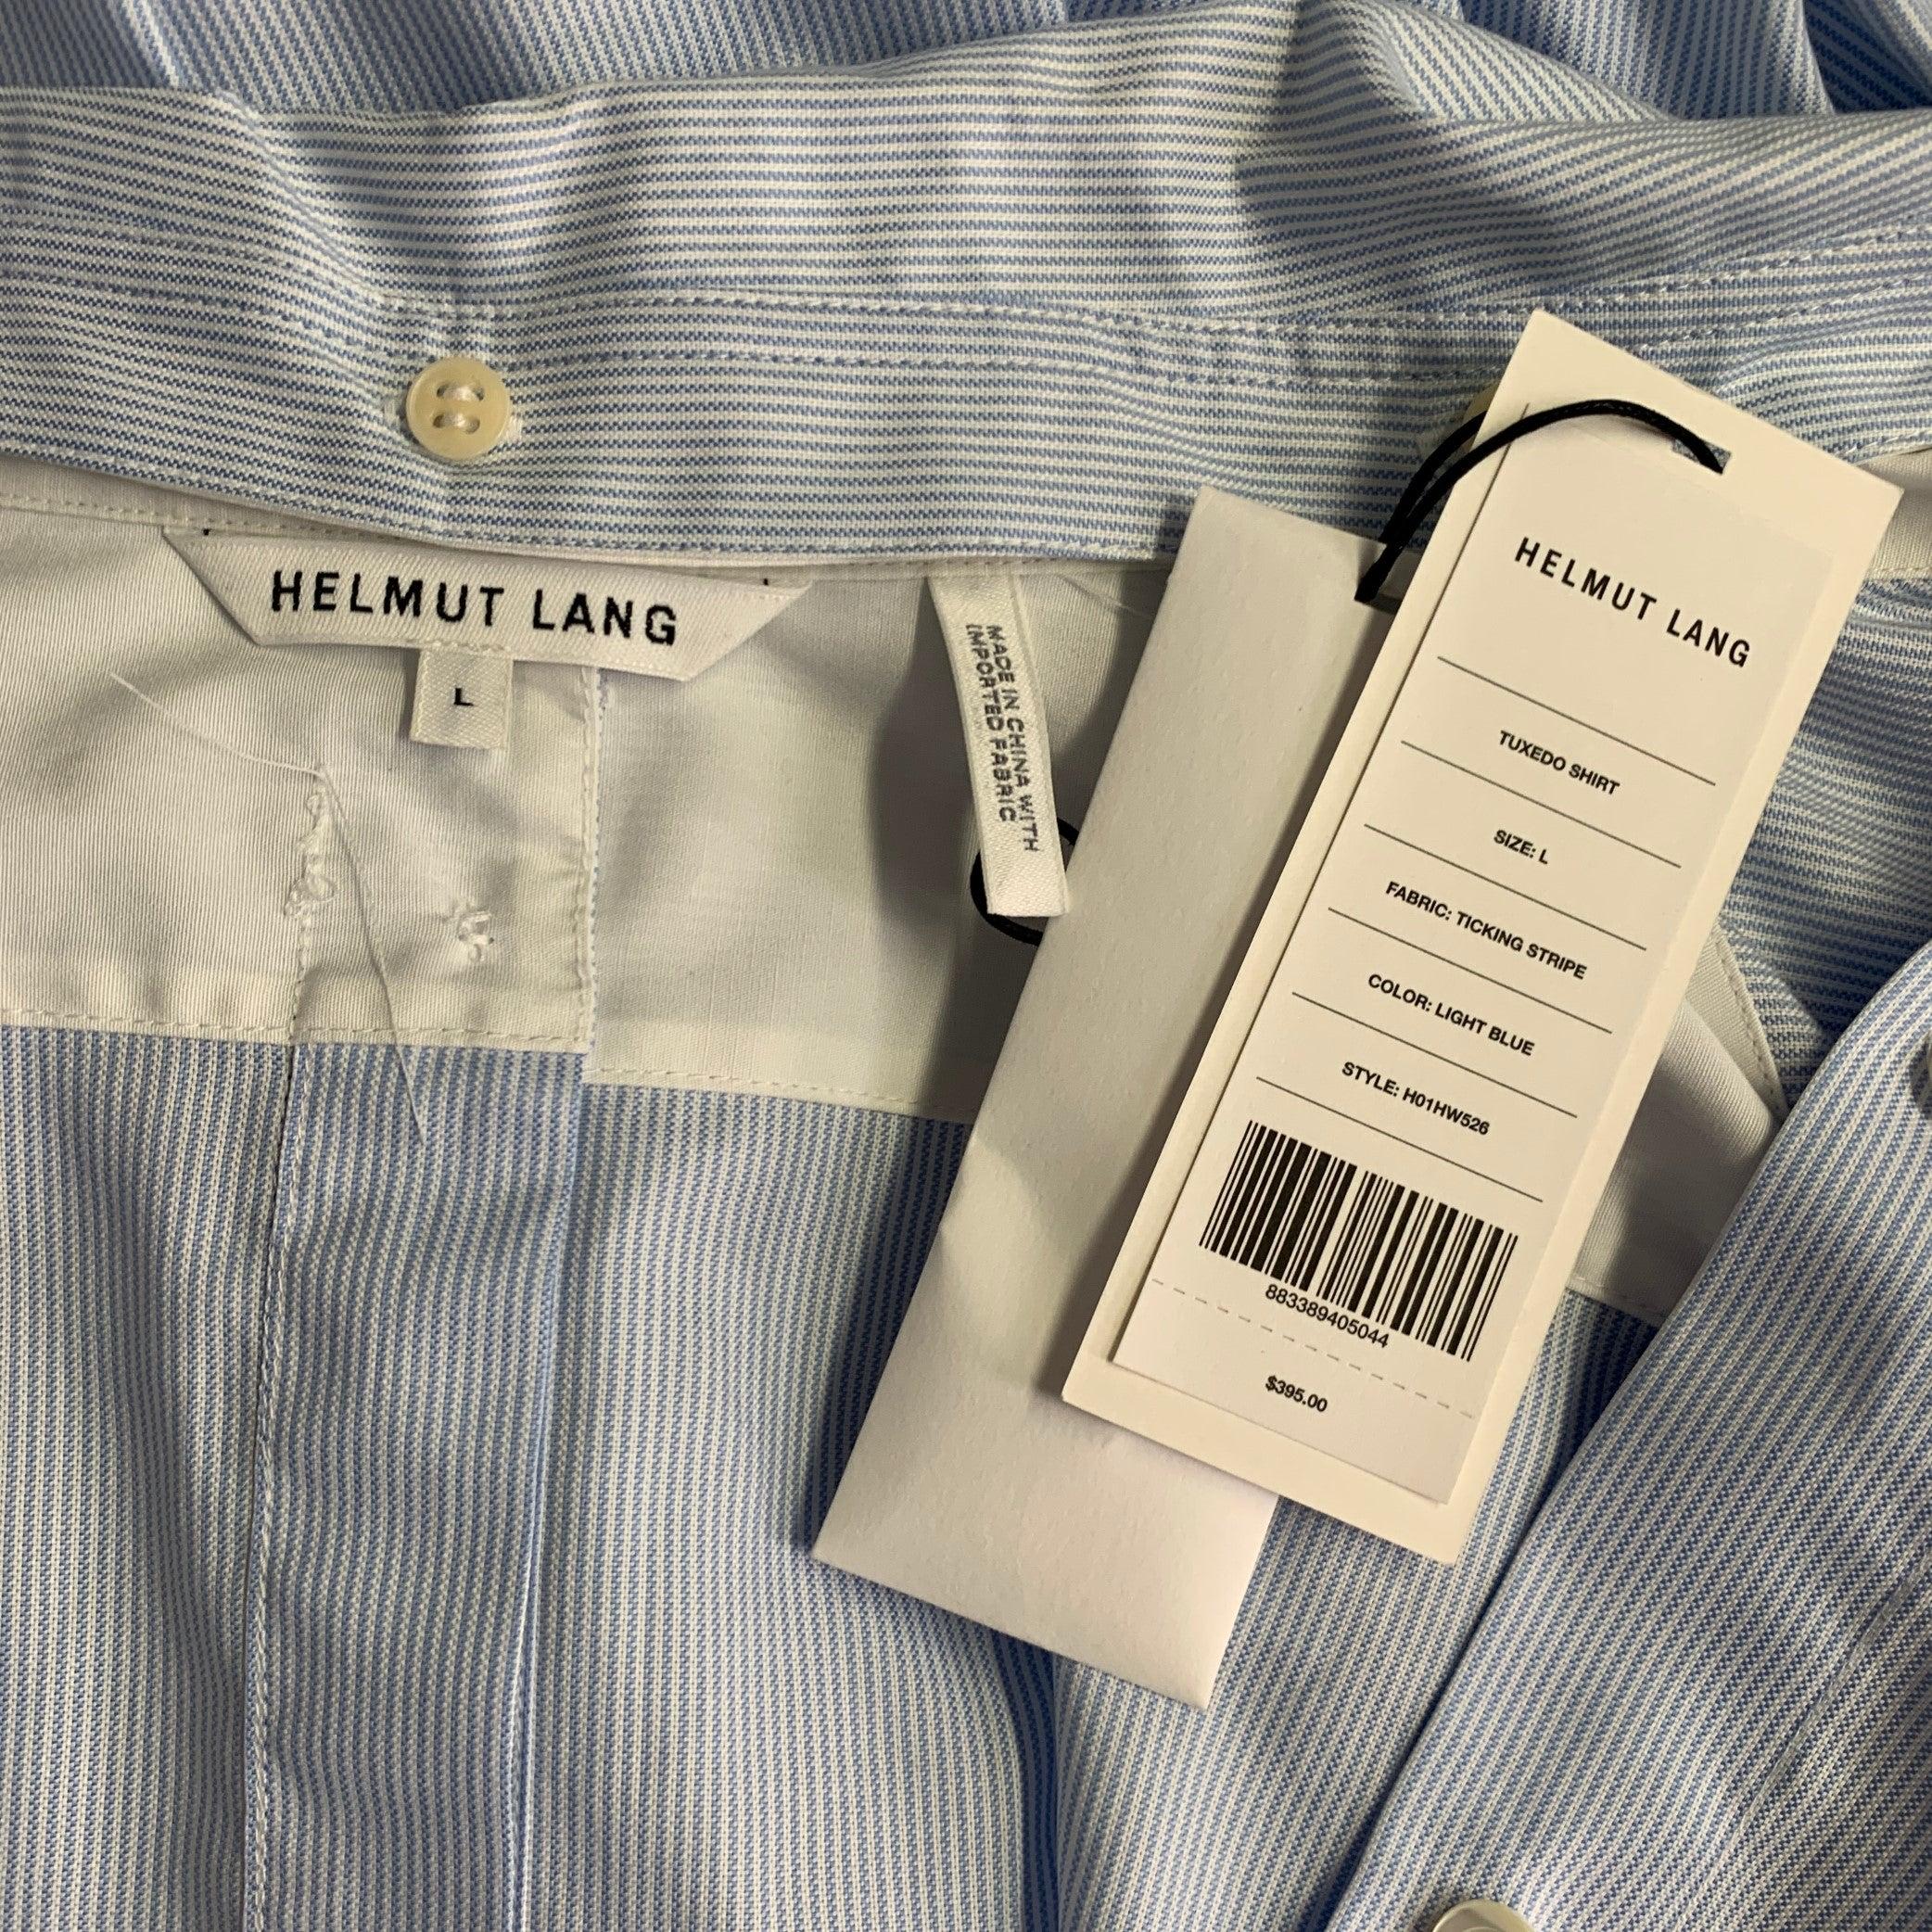 HELMUT LANG
L
MADE IN CHINA WITH
IMPORTED FABRIC
HELMUT LANG
TUXEDO SHIRT
SIZE: L
FABRIC: TICKING STRIPE
COLOR: LIGHT BLUE
STYLE: H01HW526
883389405044
$395.00